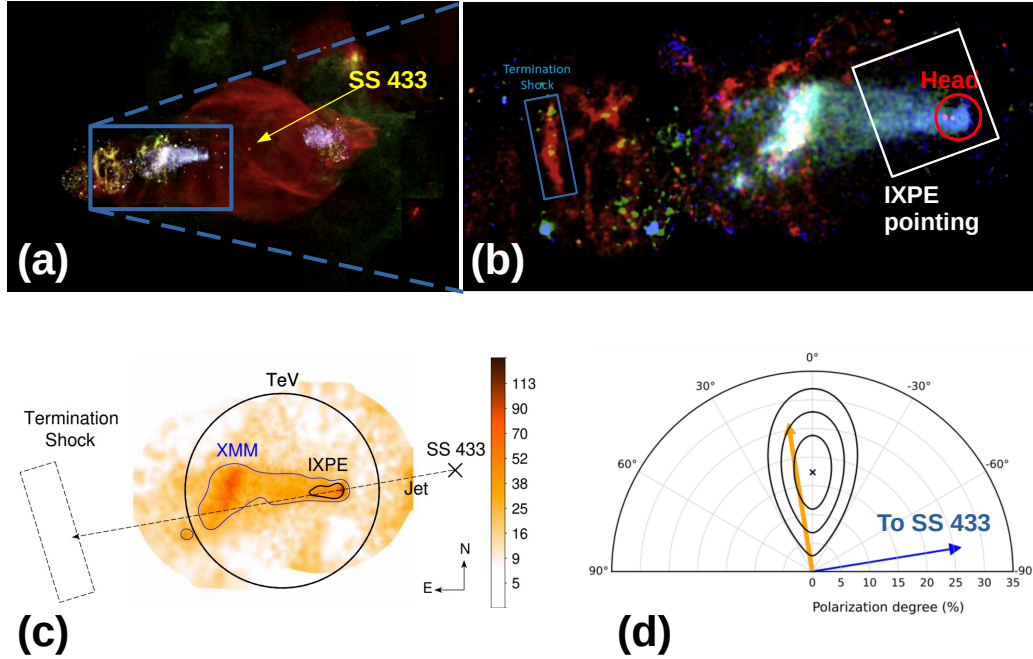 SS 433
(a)
Termination
Shock
Head
IXPE
pointing
(b)
TeV
Termination
Shock
XMM
IXPE
SS 433
Jet
N
E
113
90
70
50
38
25
16
9
5
(c)
0°
30°
-30°
60°
-60°
To SS 433
90°
-90
0
5
10
15
20
25
30
35
Polarization degree (%)
(d)